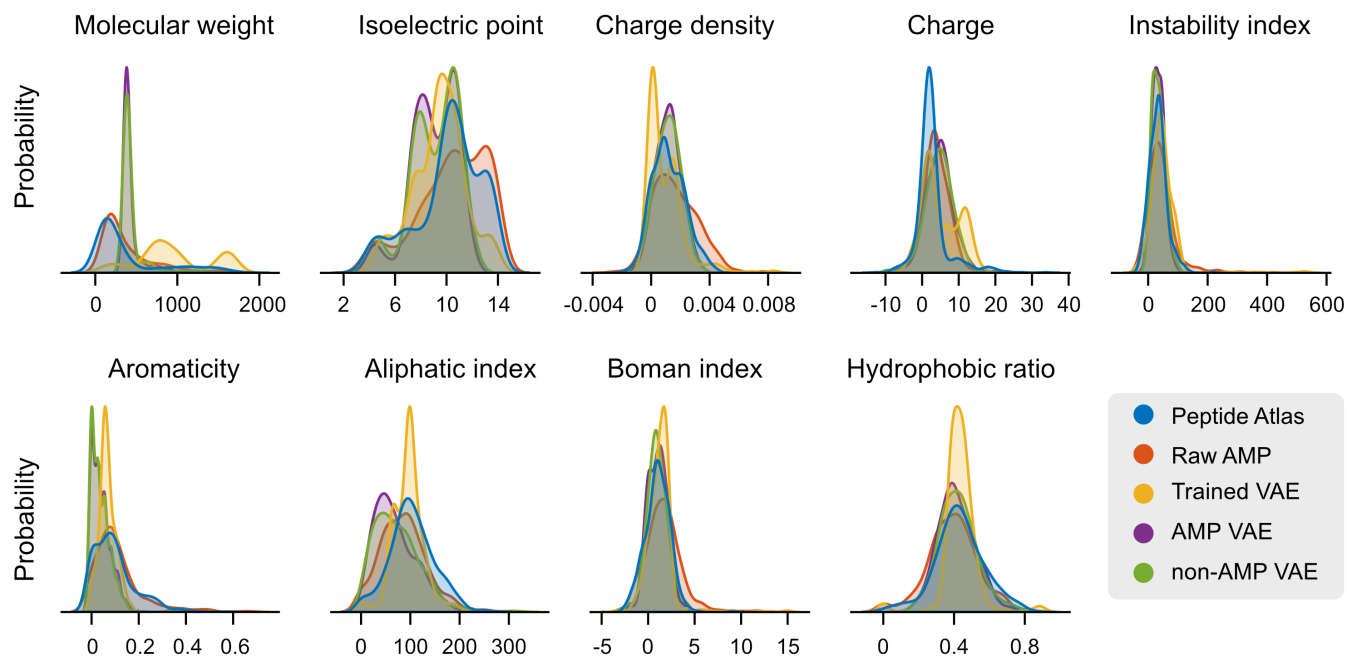 Molecular weight
Isoelectric point
Charge density
Charge
Instability index
Probability
0 1000 2000
2 6 10 14
-0.004 0 0.004 0.008
-10 0 10 20 30 40
0 200 400 600
Aromaticity
Aliphatic index
Boman index
Hydrophobic ratio
Probability
0 0.2 0.4 0.6
0 100 200 300
-5 0 5 10 15
0 0.4 0.8
Peptide Atlas
Raw AMP
Trained VAE
AMP VAE
non-AMP VAE